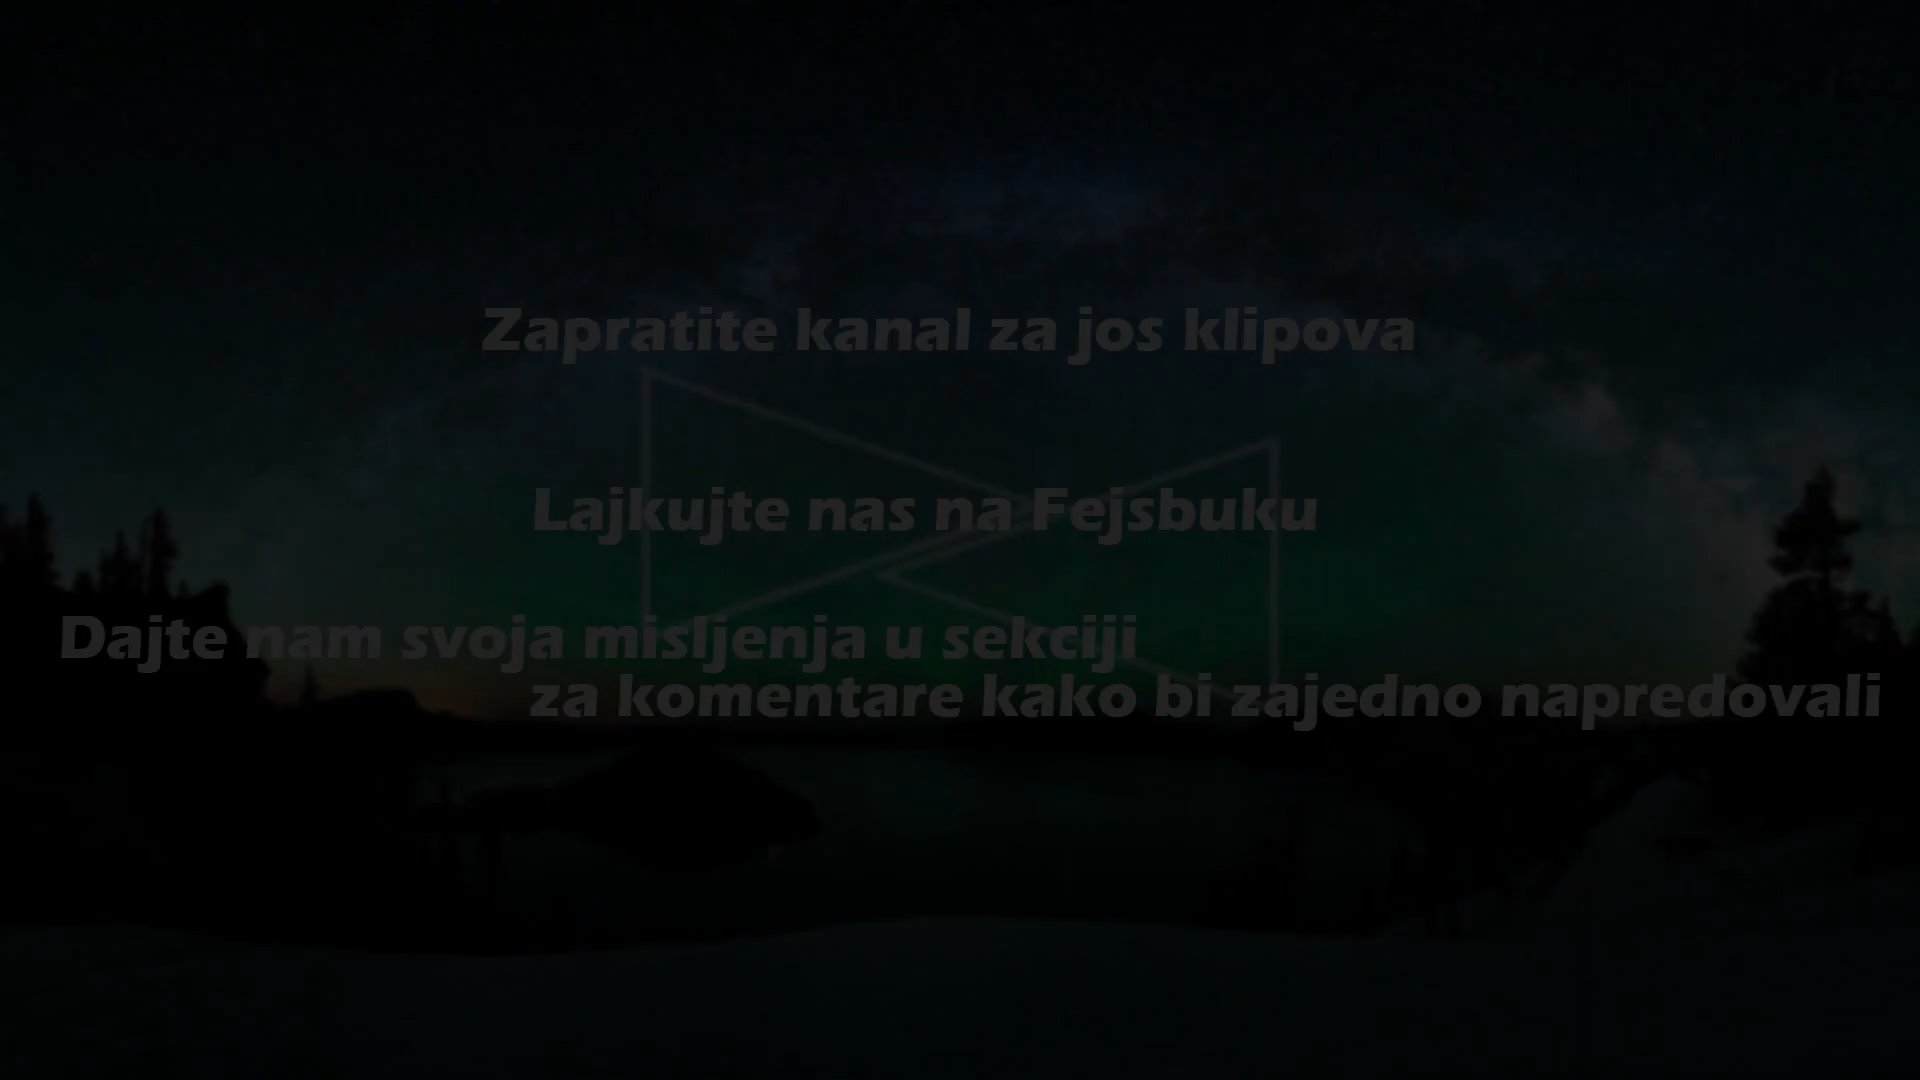 Zapratite kanal za jos klipova
Lajkujte nas na Fejsbuku
Dajte nam svoja misljenja u sekciji
za komentare kako bi zajedno napredovali